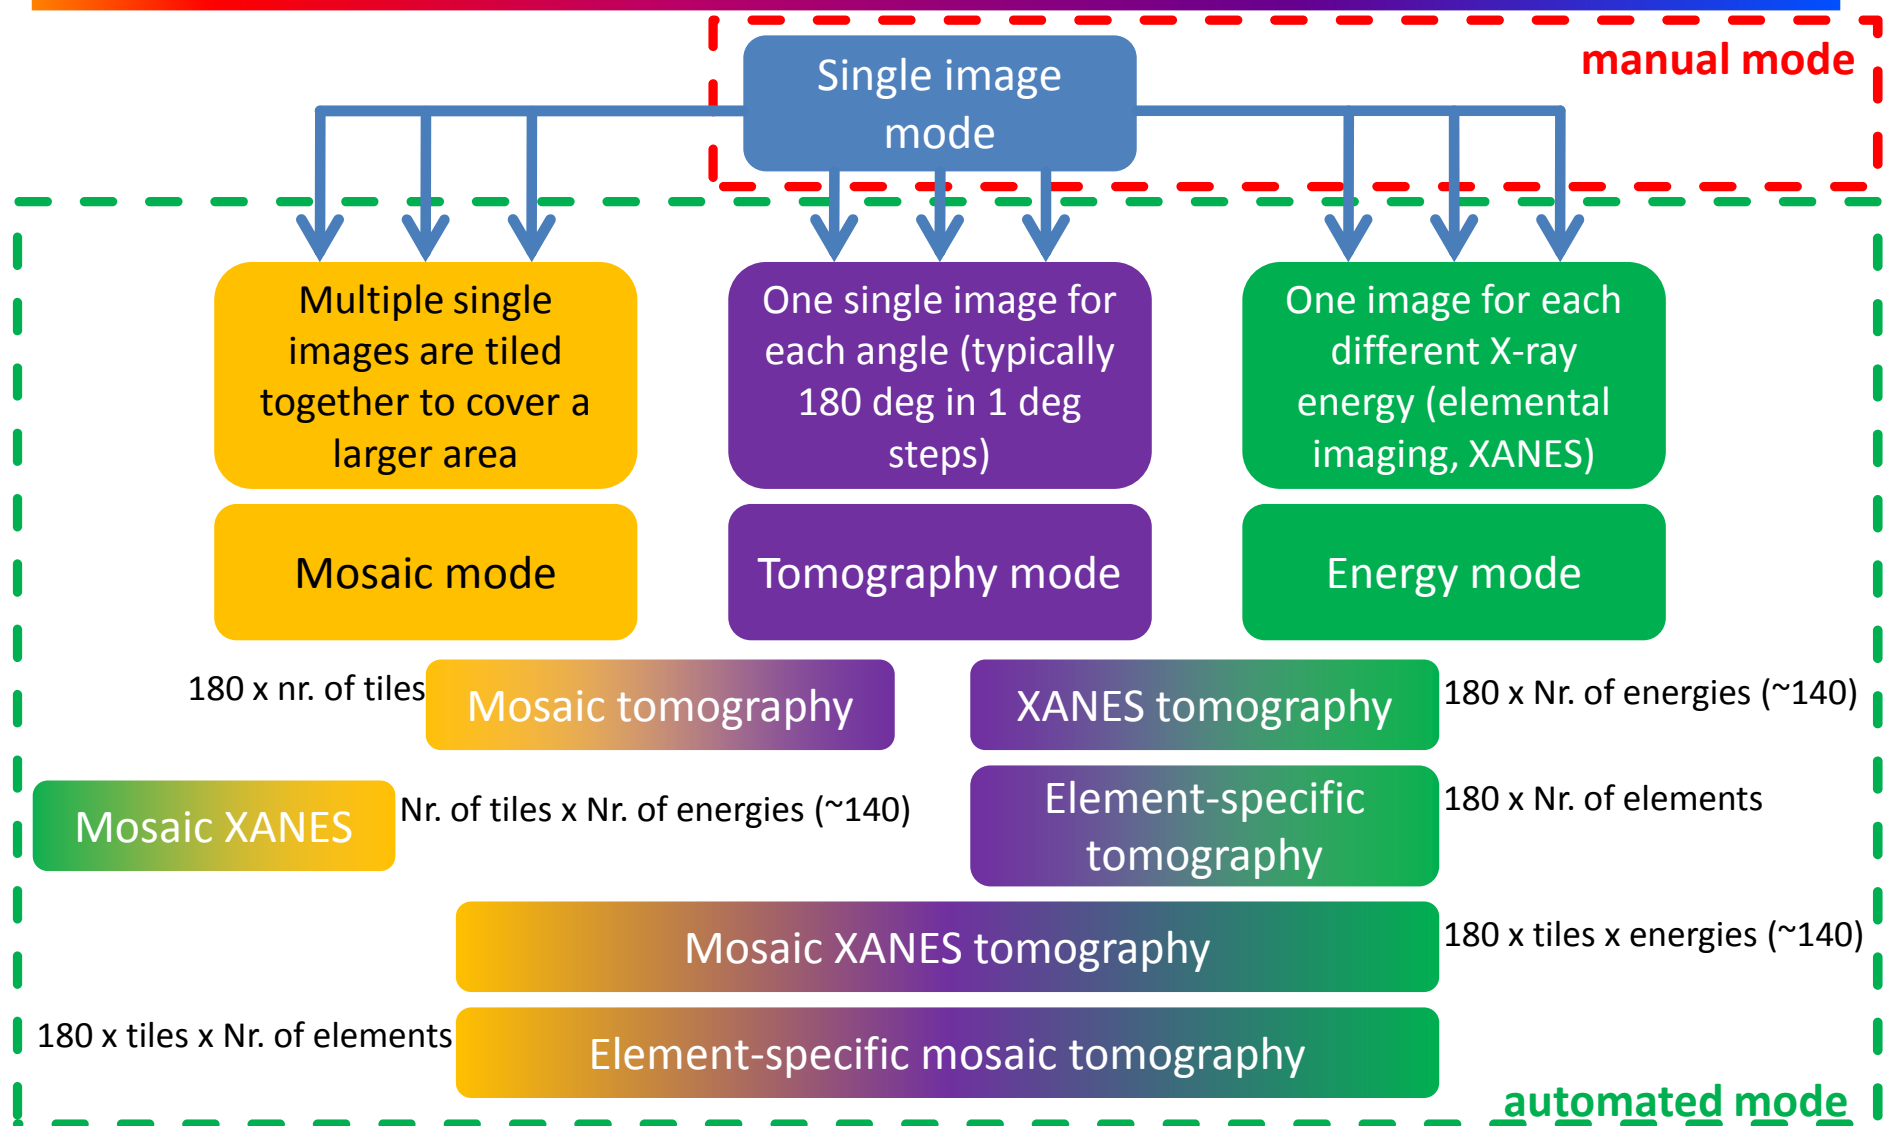 manual mode
Single image
mode
Multiple single
images are tiled
together to cover a
larger area
One single image for
each angle (typically
180 deg in 1 deg
steps)
One image for each
different X-ray
energy (elemental
imaging, XANES)
Mosaic mode
Tomography mode
Energy mode
180 x nr. of tiles
Mosaic tomography
XANES tomography
180 x Nr. of energies (~140)
Mosaic XANES
Nr. of tiles x Nr. of energies (~140)
Element-specific
tomography
180 x Nr. of elements
Mosaic XANES tomography
180 x tiles x energies (~140)
180 x tiles x Nr. of elements
Element-specific mosaic tomography
automated mode